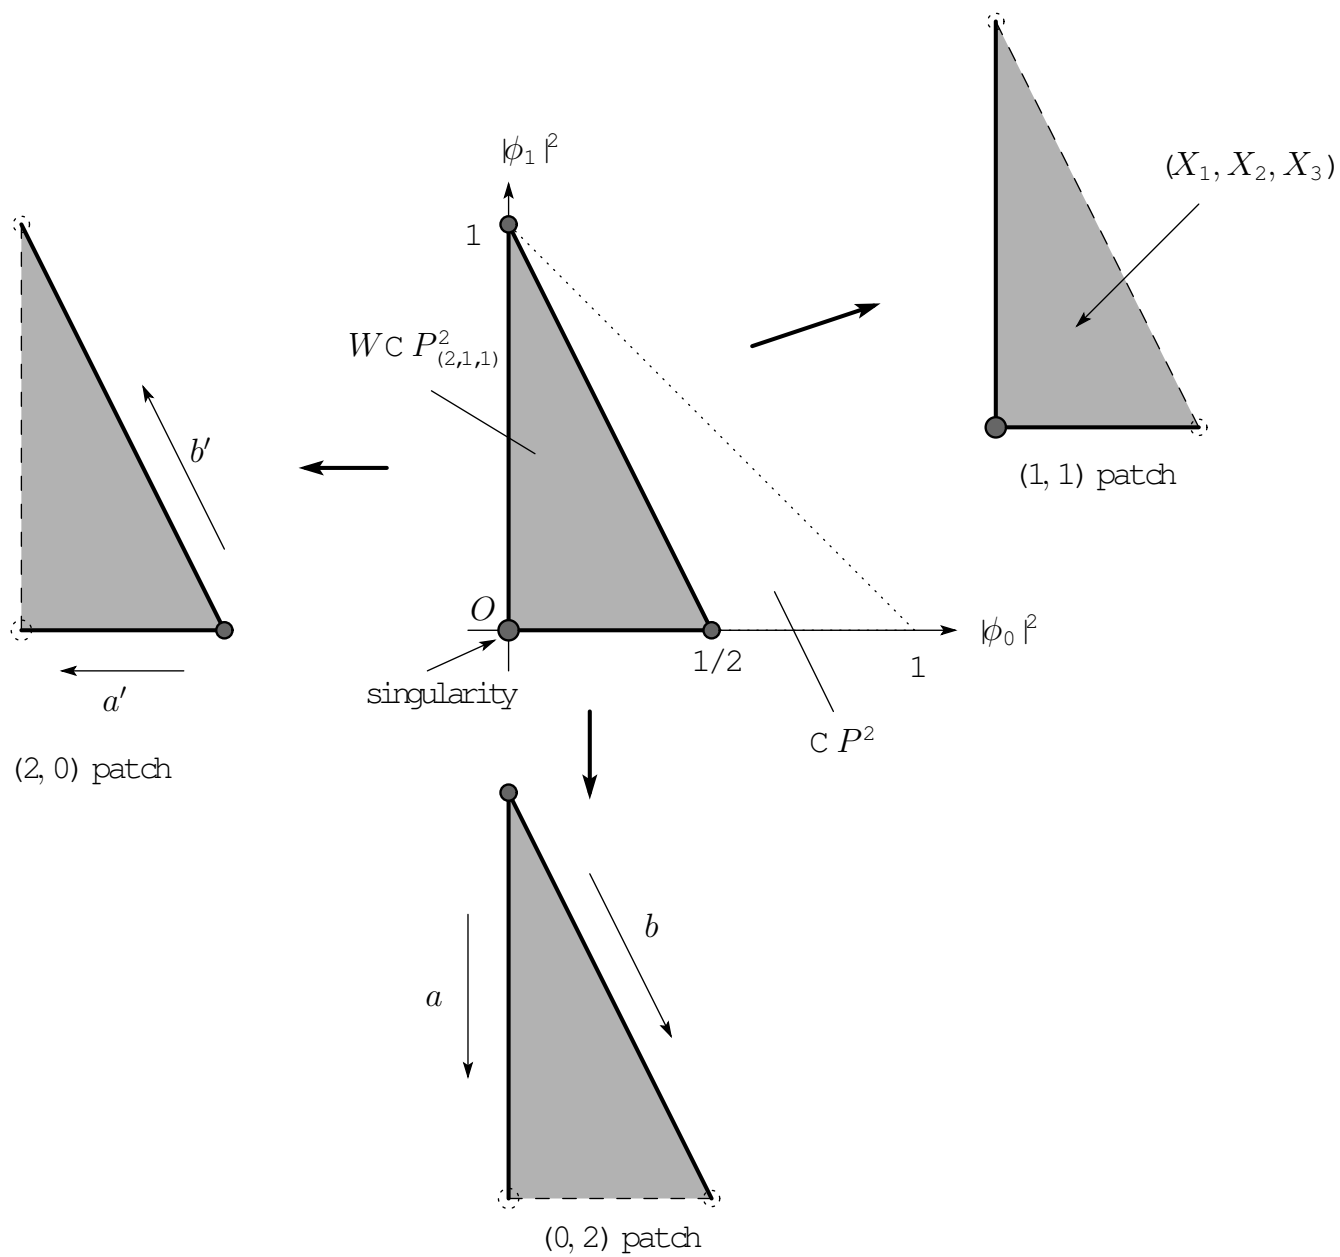 |ϕ₁|²
(X₁, X₂, X₃)
1
WCP²₍₂,₁,₁₎
(1, 1) patch
b′
O
|ϕ₀|²
1/2
1
singularity
a′
CP²
(2, 0) patch
b
a
(0, 2) patch